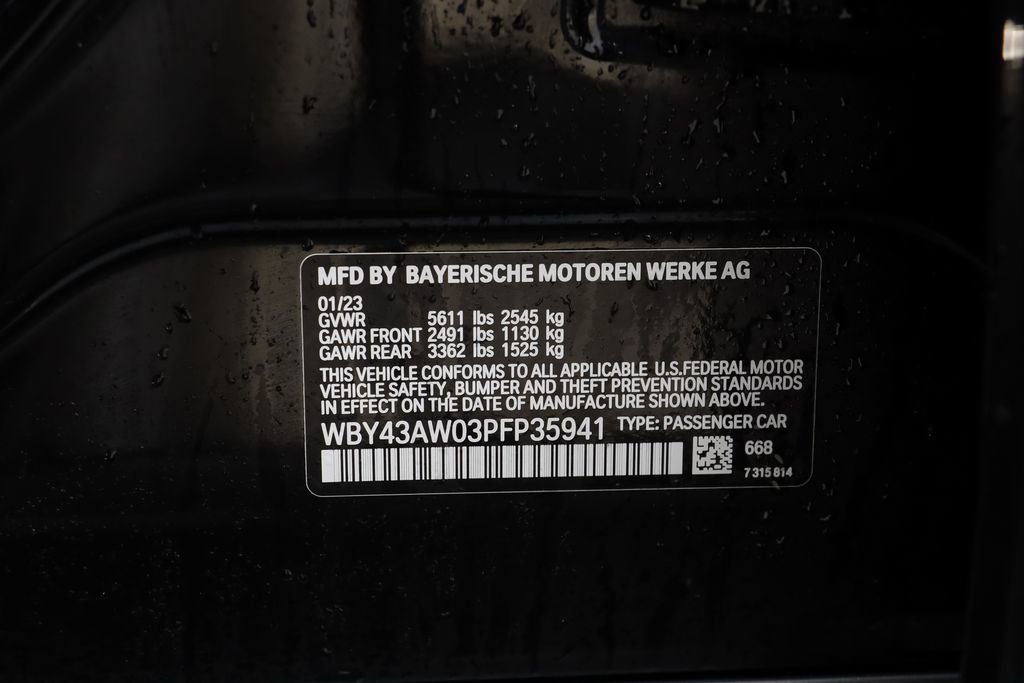 MFD BY BAYERISCHE MOTOREN WERKE AG
01/23
GVWR 5611 lbs 2545 kg
GAWR FRONT 2491 lbs 1130 kg
GAWR REAR 3362 lbs 1525 kg
THIS VEHICLE CONFORMS TO ALL APPLICABLE U.S.FEDERAL MOTOR
VEHICLE SAFETY, BUMPER AND THEFT PREVENTION STANDARDS
IN EFFECT ON THE DATE OF MANUFACTURE SHOWN ABOVE.
WBY43AW03PFP35941 TYPE: PASSENGER CAR
668
7 315 814